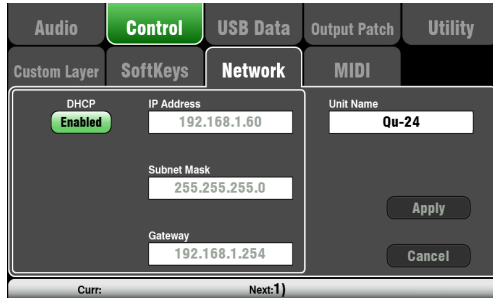 Audio Control USB Data Output Patch Utility
Custom Layer SoftKeys Network MIDI
DHCP IP Address Unit Name
Enabled 192.168.1.60 Qu-24
Subnet Mask
255.255.255.0
Apply
Gateway
192.168.1.254 Cancel
Curr: Next:1)